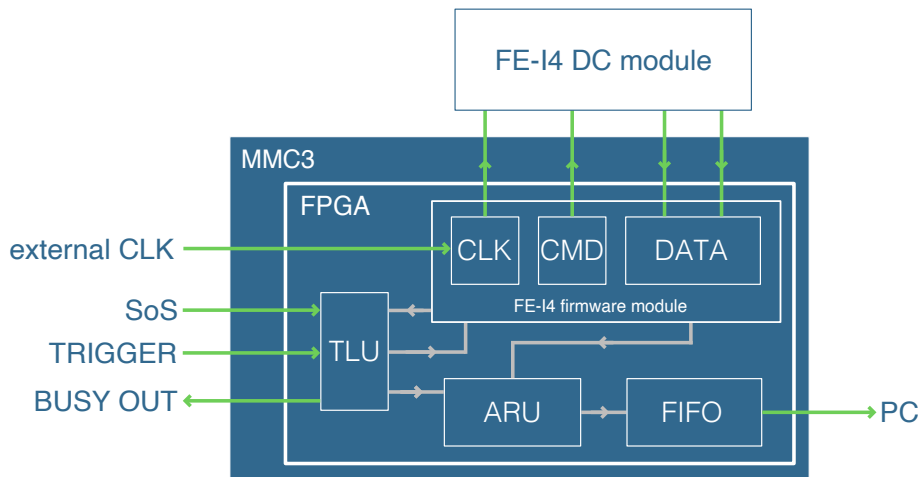 FE-I4 DC module
MMC3
FPGA
external CLK
CLK
CMD
DATA
FE-I4 firmware module
SoS
TRIGGER
BUSY OUT
TLU
ARU
FIFO
PC